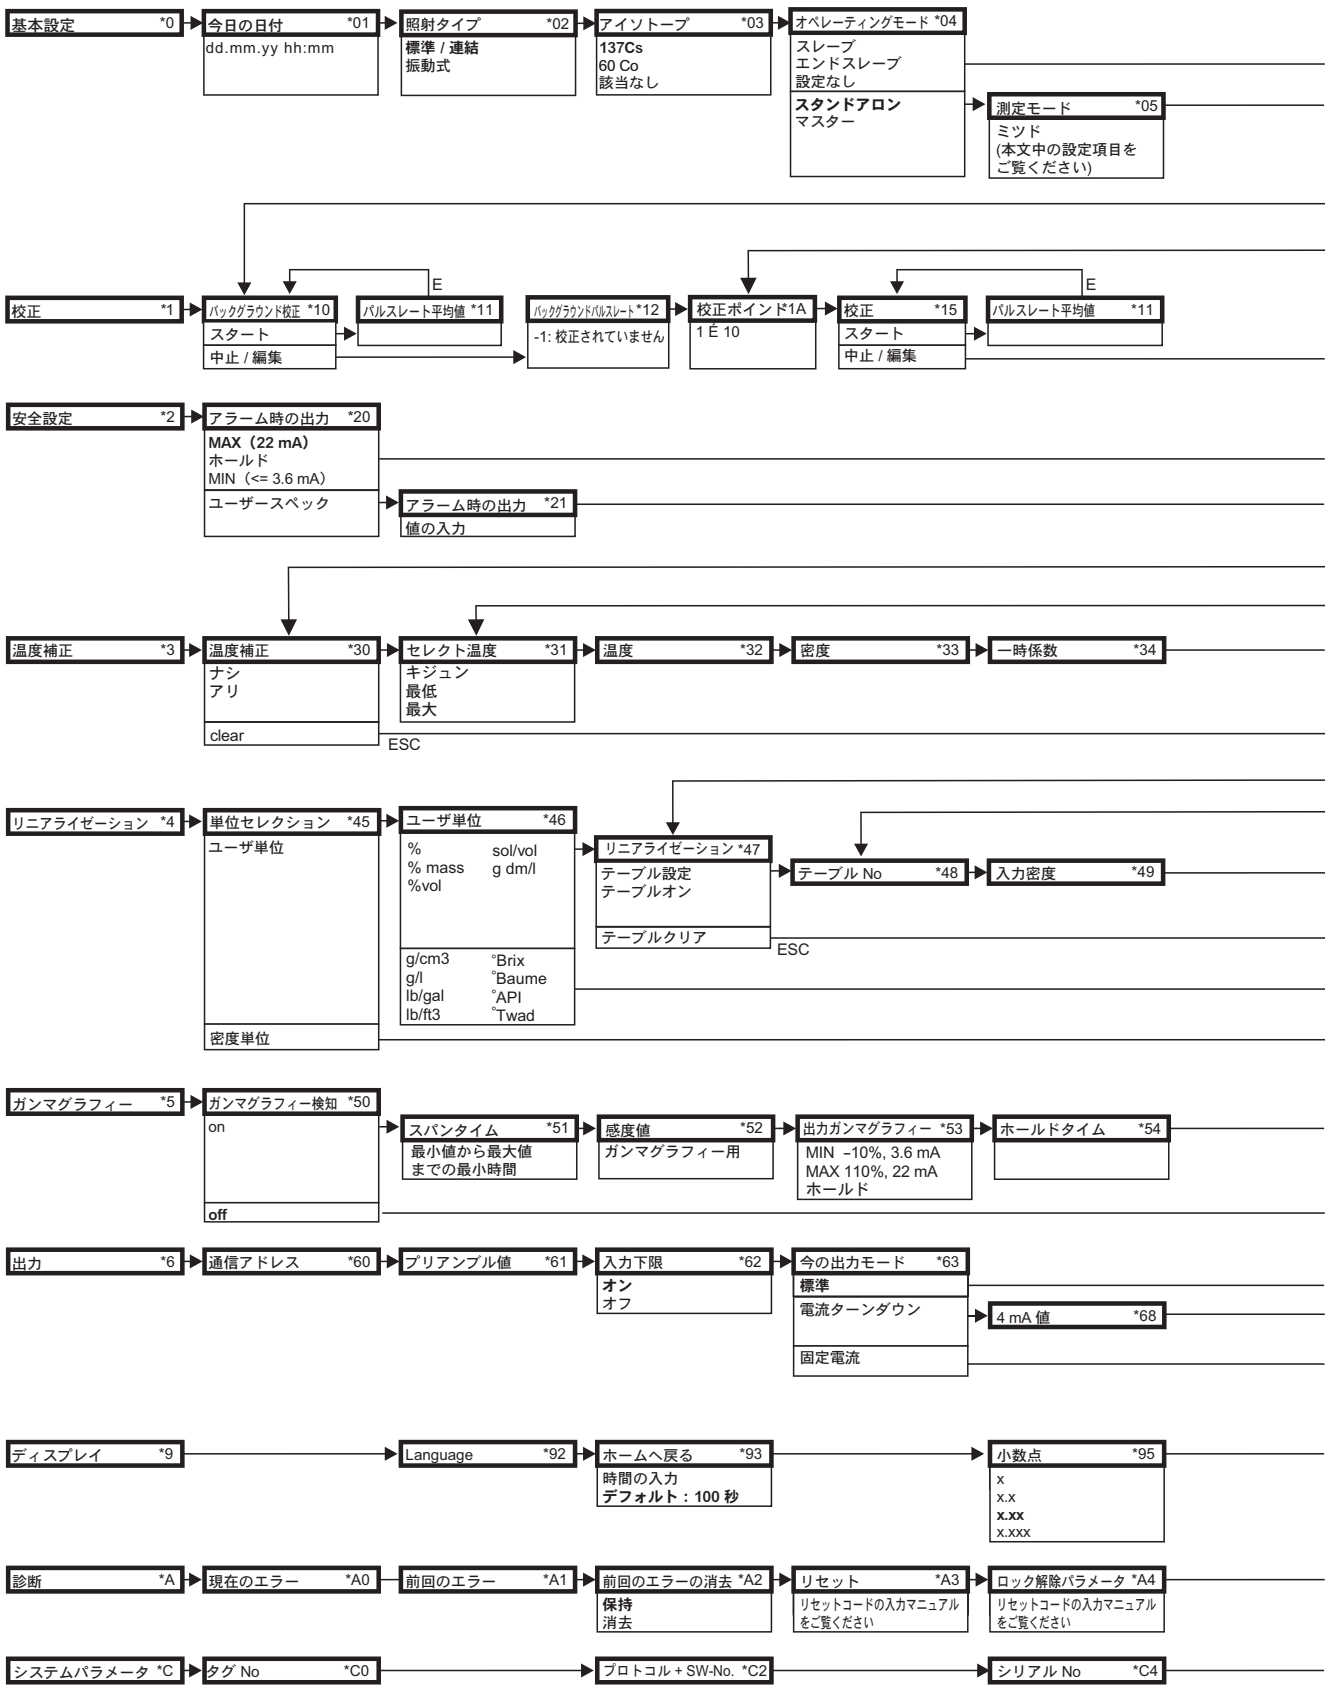 基本設定 *0
今日の日付 *01
dd.mm.yy hh:mm
照射タイプ *02
標準 / 連結
振動式
アイソトープ *03
137Cs
60 Co
該当なし
オペレーティングモード *04
スレーブ
エンドスレーブ
設定なし
スタンドアロン
マスター
測定モード *05
ミツド
(本文中の設定項目を
ご覧ください)
校正 *1
バックグラウンド校正 *10
スタート
中止 / 編集
E
パルスレート平均値 *11
バックグラウンドパルスレート *12
-1: 校正されていません
校正ポインド*1A
1 É 10
校正 *15
スタート
中止 / 編集
E
パルスレート平均値 *11
安全設定 *2
アラーム時の出力 *20
MAX（22 mA）
ホールド
MIN（<= 3.6 mA）
ユーザースペック
アラーム時の出力 *21
値の入力
温度補正 *3
温度補正 *30
ナシ
アリ
clear
ESC
セレクト温度 *31
キジュン
最低
最大
温度 *32
密度 *33
一時係数 *34
リニアライゼーション *4
単位セレクション *45
ユーザ単位
密度単位
ユーザ単位 *46
% sol/vol
% mass g dm/l
%vol
g/cm3 °Brix
g/l °Baume
lb/gal °API
lb/ft3 °Twad
リニアライゼーション *47
テーブル設定
テーブルオン
テーブルクリア
ESC
テーブル No *48
入力密度 *49
ガンマグラフィー *5
ガンマグラフィー検知 *50
on
off
スパンタイム *51
最小値から最大値
までの最小時間
感度値 *52
ガンマグラフィー用
出力ガンマグラフィー *53
MIN –10%, 3.6 mA
MAX 110%, 22 mA
ホールド
ホールドタイム *54
出力 *6
通信アドレス *60
プリアンブル値 *61
入力下限 *62
オン
オフ
今の出力モード *63
標準
電流ターンダウン
固定電流
4 mA 値 *68
ディスプレイ *9
Language *92
ホームへ戻る *93
時間の入力
デフォルト：100 秒
小数点 *95
x
x.x
x.xx
x.xxx
診断 *A
現在のエラー *A0
前回のエラー *A1
前回のエラーの消去 *A2
保持
消去
リセット *A3
リセットコードの入力マニュアル
をご覧ください
ロック解除パラメータ *A4
リセットコードの入力マニュアル
をご覧ください
システムパラメータ *C
タグ No *C0
プロトコル + SW-No. *C2
シリアル No *C4